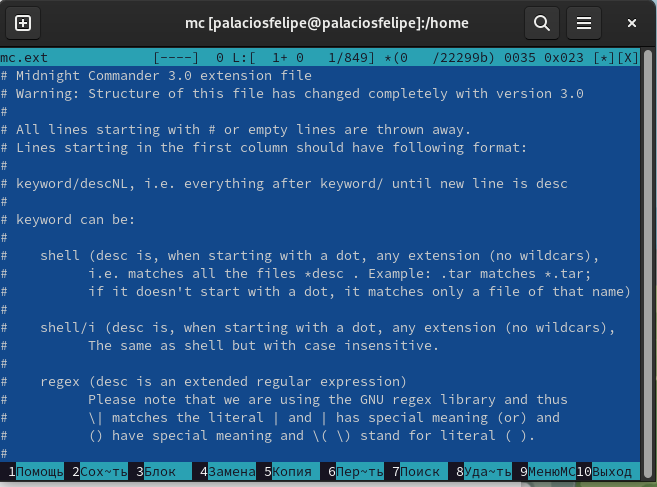 mc [palaciosfelipe@palaciosfelipe]:/home
mc.ext [----] 0 L:[ 1+ 0 1/849] *(0 /22299b) 0035 0x023 [*][X]
# Midnight Commander 3.0 extension file
# Warning: Structure of this file has changed completely with version 3.0
#
# All lines starting with # or empty lines are thrown away.
# Lines starting in the first column should have following format:
#
# keyword/descNL, i.e. everything after keyword/ until new line is desc
#
# keyword can be:
#
#    shell (desc is, when starting with a dot, any extension (no wildcars),
#          i.e. matches all the files *desc . Example: .tar matches *.tar;
#          if it doesn't start with a dot, it matches only a file of that name)
#
#    shell/i (desc is, when starting with a dot, any extension (no wildcars),
#          The same as shell but with case insensitive.
#
#    regex (desc is an extended regular expression)
#          Please note that we are using the GNU regex library and thus
#          \| matches the literal | and | has special meaning (or) and
#          () have special meaning and \( \) stand for literal ( ).
#
1Помощь 2Сох~ть 3Блок 4Замена 5Копия 6Пер~ть 7Поиск 8Уда~ть 9МенюMC 10Выход